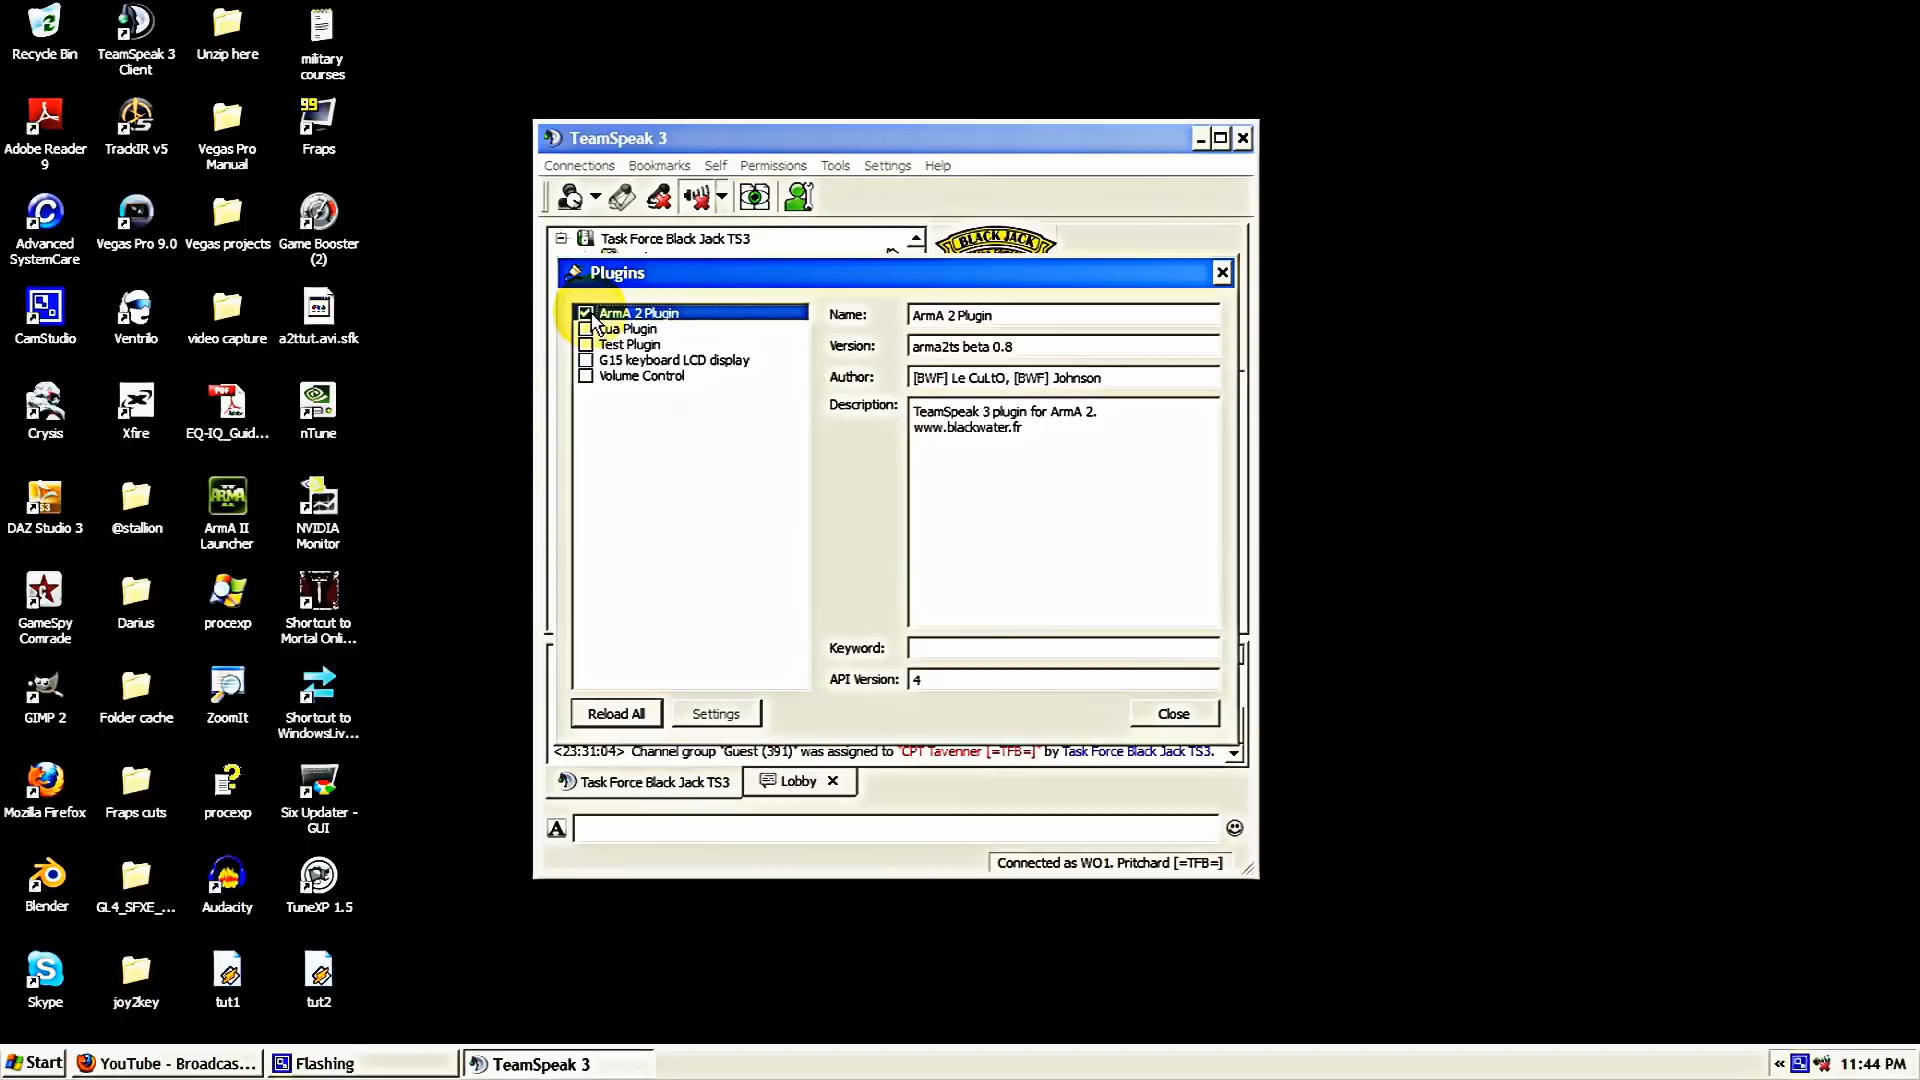 Recycle Bin
TeamSpeak 3
Client
Unzip here
military
courses
Adobe Reader
9
TrackIR v5
Vegas Pro
Manual
99
Fraps
Advanced
SystemCare
Vegas Pro 9.0
Vegas projects
Game Booster
(2)
CamStudio
Ventrilo
video capture
a2ttut.avi.sfk
Crysis
Xfire
EQ-IQ_Guid...
nTune
DAZ Studio 3
@stallion
ArmA II
Launcher
NVIDIA
Monitor
GameSpy
Comrade
Darius
procexp
Shortcut to
Mortal Onli...
GIMP 2
Folder cache
ZoomIt
Shortcut to
WindowsLiv...
Mozilla Firefox
Fraps cuts
procexp
Six Updater -
GUI
Blender
GL4_SFXE_...
Audacity
TuneXP 1.5
Skype
joy2key
tut1
tut2
TeamSpeak 3
Connections Bookmarks Self Permissions Tools Settings Help
Task Force Black Jack TS3
BLACK JACK
Plugins
ArmA 2 Plugin
Lua Plugin
Test Plugin
G15 keyboard LCD display
Volume Control
Name: ArmA 2 Plugin
Version: arma2ts beta 0.8
Author: [BWF] Le CuLtO, [BWF] Johnson
Description: TeamSpeak 3 plugin for ArmA 2.
www.blackwater.fr
Keyword:
API Version: 4
Reload All Settings Close
<23:31:04> Channel group "Guest (391)" was assigned to "CPT Tavenner [=TFB=]" by Task Force Black Jack TS3.
Task Force Black Jack TS3 Lobby
Connected as WO1. Pritchard [=TFB=]
Start YouTube - Broadcas... Flashing TeamSpeak 3 « 11:44 PM